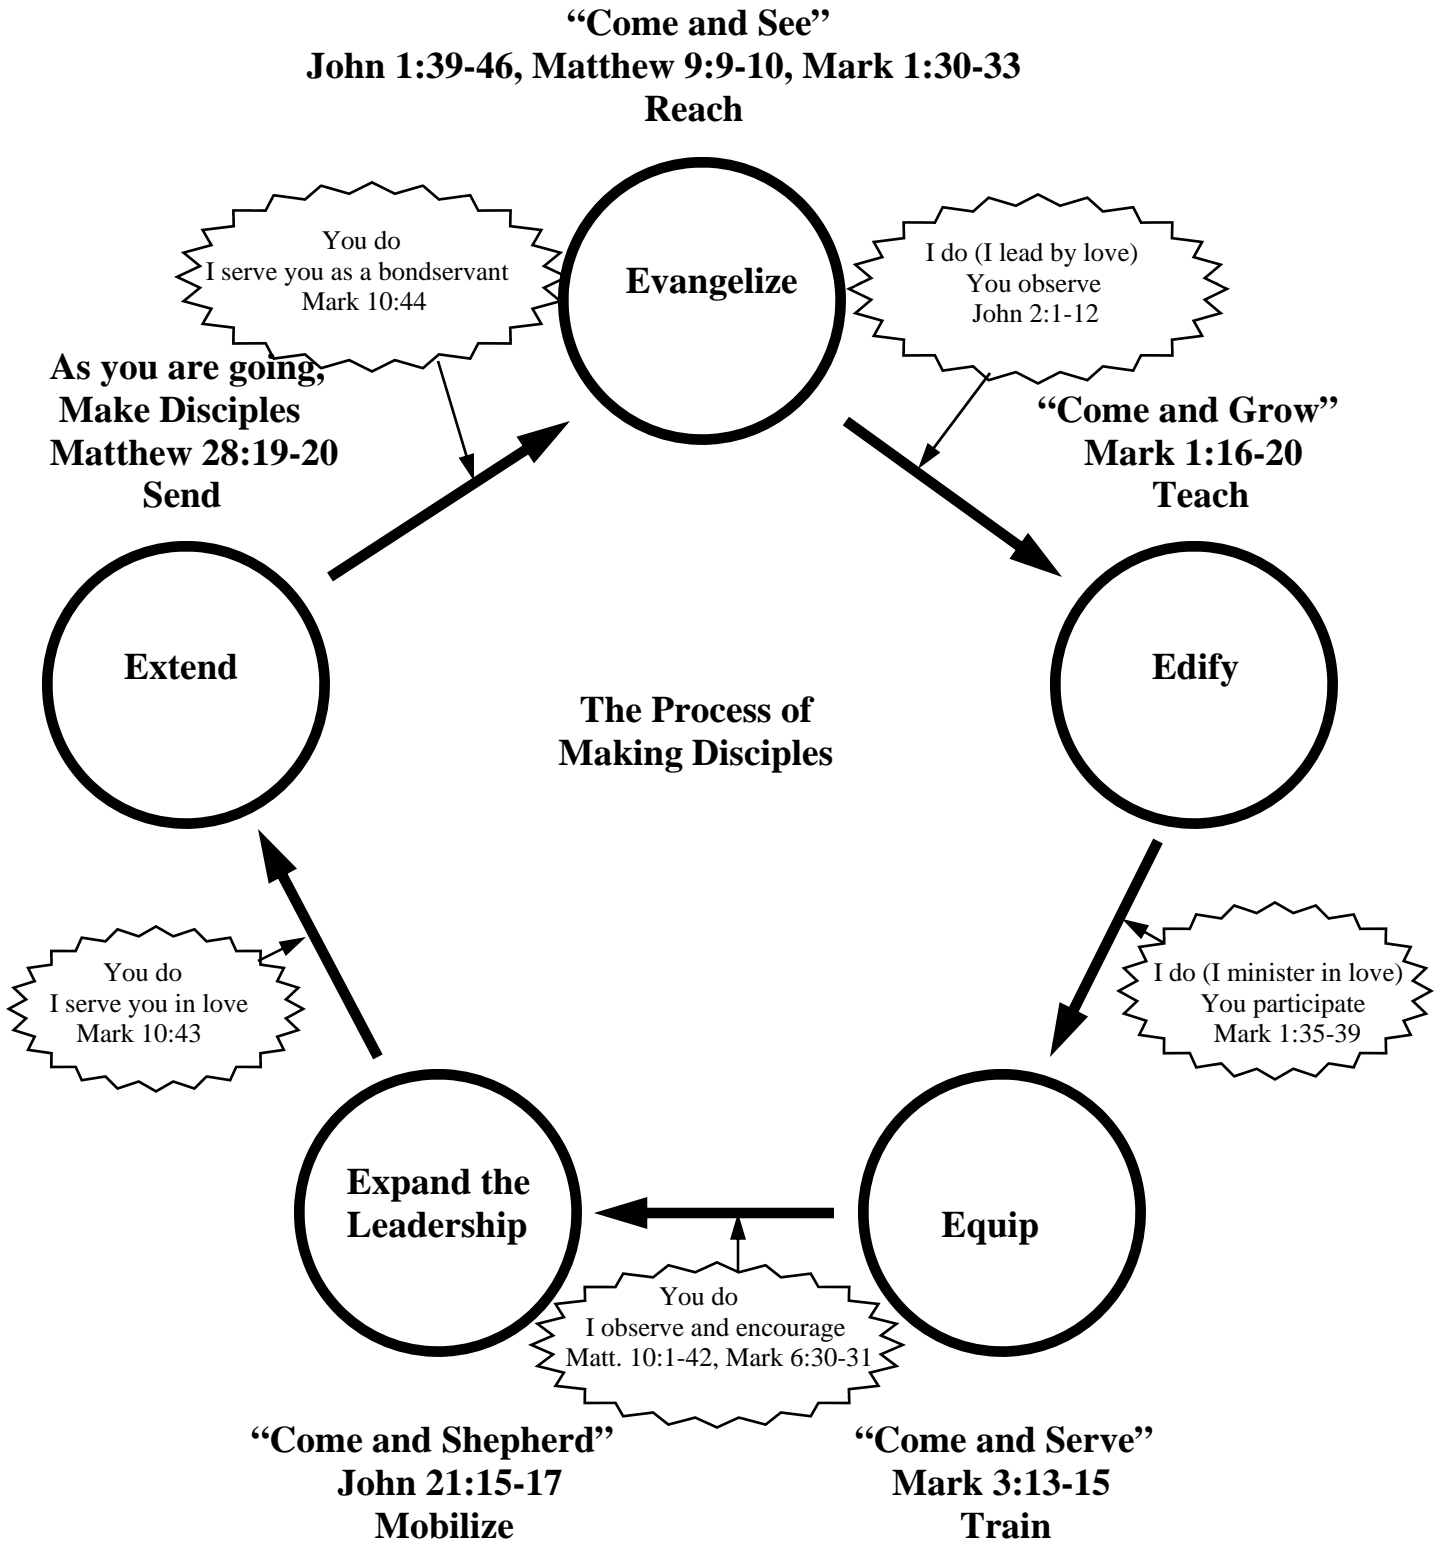 “Come and See”
John 1:39-46, Matthew 9:9-10, Mark 1:30-33
Reach
Evangelize
I do (I lead by love)
You observe
John 2:1-12
“Come and Grow”
Mark 1:16-20
Teach
Edify
I do (I minister in love)
You participate
Mark 1:35-39
Equip
“Come and Serve”
Mark 3:13-15
Train
You do
I observe and encourage
Matt. 10:1-42, Mark 6:30-31
Expand the
Leadership
“Come and Shepherd”
John 21:15-17
Mobilize
You do
I serve you in love
Mark 10:43
Extend
As you are going,
Make Disciples
Matthew 28:19-20
Send
You do
I serve you as a bondservant
Mark 10:44
The Process of
Making Disciples